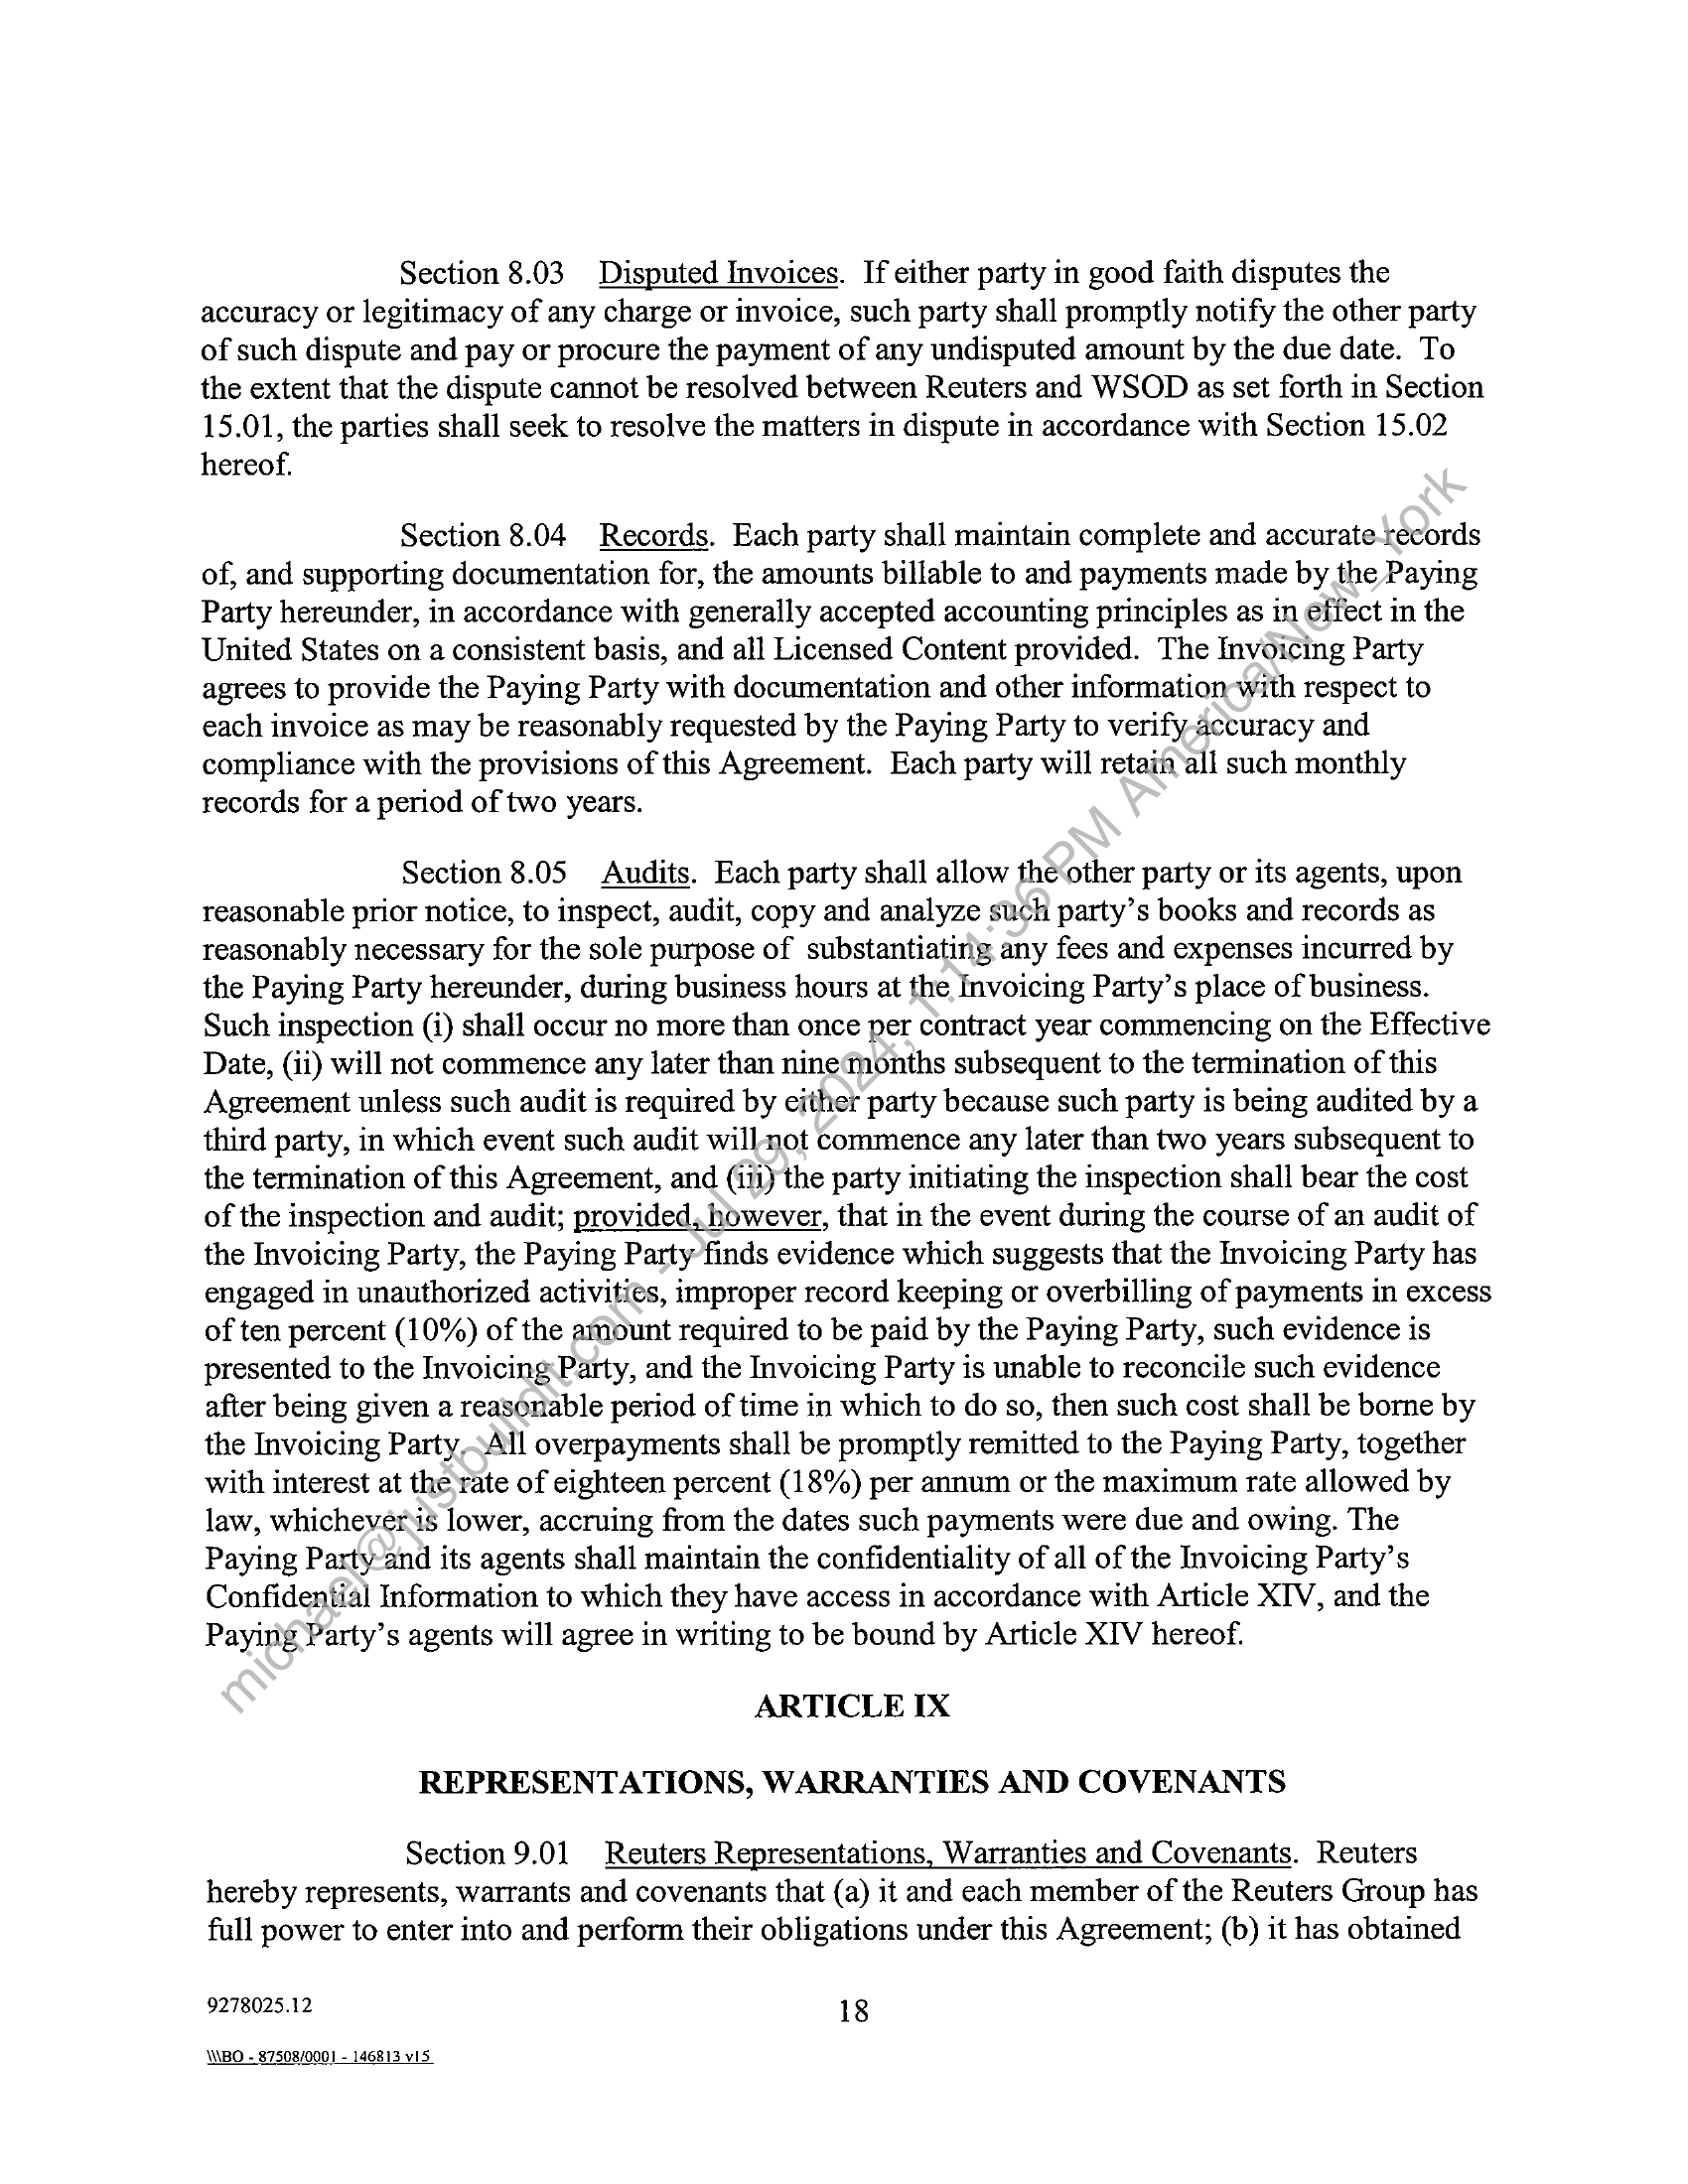 Section 8.03 Disputed Invoices. If either party in good faith disputes the
accuracy or legitimacy of any charge or invoice, such party shall promptly notify the other party
of such dispute and pay or procure the payment of any undisputed amount by the due date. To
the extent that the dispute cannot be resolved between Reuters and WSOD as set forth in Section
15.01, the parties shall seek to resolve the matters in dispute in accordance with Section 15.02
hereof.
Section 8.04 Records. Each party shall maintain complete and accurate records
of, and supporting documentation for, the amounts billable to and payments made by the Paying
Party hereunder, in accordance with generally accepted accounting principles as in effect in the
United States on a consistent basis, and all Licensed Content provided. The Invoicing Party
agrees to provide the Paying Party with documentation and other information with respect to
each invoice as may be reasonably requested by the Paying Party to verify accuracy and
compliance with the provisions of this Agreement. Each party will retain all such monthly
records for a period of two years.
Section 8.05 Audits. Each party shall allow the other party or its agents, upon
reasonable prior notice, to inspect, audit, copy and analyze such party's books and records as
reasonably necessary for the sole purpose of substantiating any fees and expenses incurred by
the Paying Party hereunder, during business hours at the Invoicing Party's place of business.
Such inspection (i) shall occur no more than once per contract year commencing on the Effective
Date, (ii) will not commence any later than nine months subsequent to the termination of this
Agreement unless such audit is required by either party because such party is being audited by a
third party, in which event such audit will not commence any later than two years subsequent to
the termination of this Agreement, and (iii) the party initiating the inspection shall bear the cost
of the inspection and audit; provided, however, that in the event during the course of an audit of
the Invoicing Party, the Paying Party finds evidence which suggests that the Invoicing Party has
engaged in unauthorized activities, improper record keeping or overbilling of payments in excess
of ten percent (10%) of the amount required to be paid by the Paying Party, such evidence is
presented to the Invoicing Party, and the Invoicing Party is unable to reconcile such evidence
after being given a reasonable period of time in which to do so, then such cost shall be borne by
the Invoicing Party. All overpayments shall be promptly remitted to the Paying Party, together
with interest at the rate of eighteen percent (18%) per annum or the maximum rate allowed by
law, whichever is lower, accruing from the dates such payments were due and owing. The
Paying Party and its agents shall maintain the confidentiality of all of the Invoicing Party's
Confidential Information to which they have access in accordance with Article XIV, and the
Paying Party's agents will agree in writing to be bound by Article XIV hereof.
ARTICLE IX
REPRESENTATIONS, WARRANTIES AND COVENANTS
Section 9.01 Reuters Representations, Warranties and Covenants. Reuters
hereby represents, warrants and covenants that (a) it and each member of the Reuters Group has
full power to enter into and perform their obligations under this Agreement; (b) it has obtained
9278025.12
18
\\\BO - 87508/0001 - 146813 v15
michael@justbuildit.com - Jul 29, 2024, 1:14:36 PM America/New_York